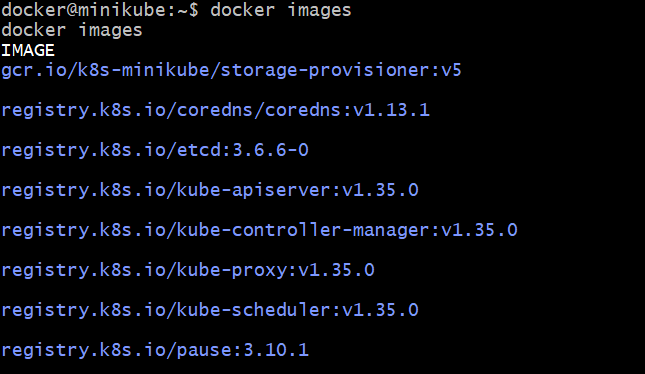 docker@minikube:~$ docker images
docker images
IMAGE
gcr.io/k8s-minikube/storage-provisioner:v5
registry.k8s.io/coredns/coredns:v1.13.1
registry.k8s.io/etcd:3.6.6-0
registry.k8s.io/kube-apiserver:v1.35.0
registry.k8s.io/kube-controller-manager:v1.35.0
registry.k8s.io/kube-proxy:v1.35.0
registry.k8s.io/kube-scheduler:v1.35.0
registry.k8s.io/pause:3.10.1